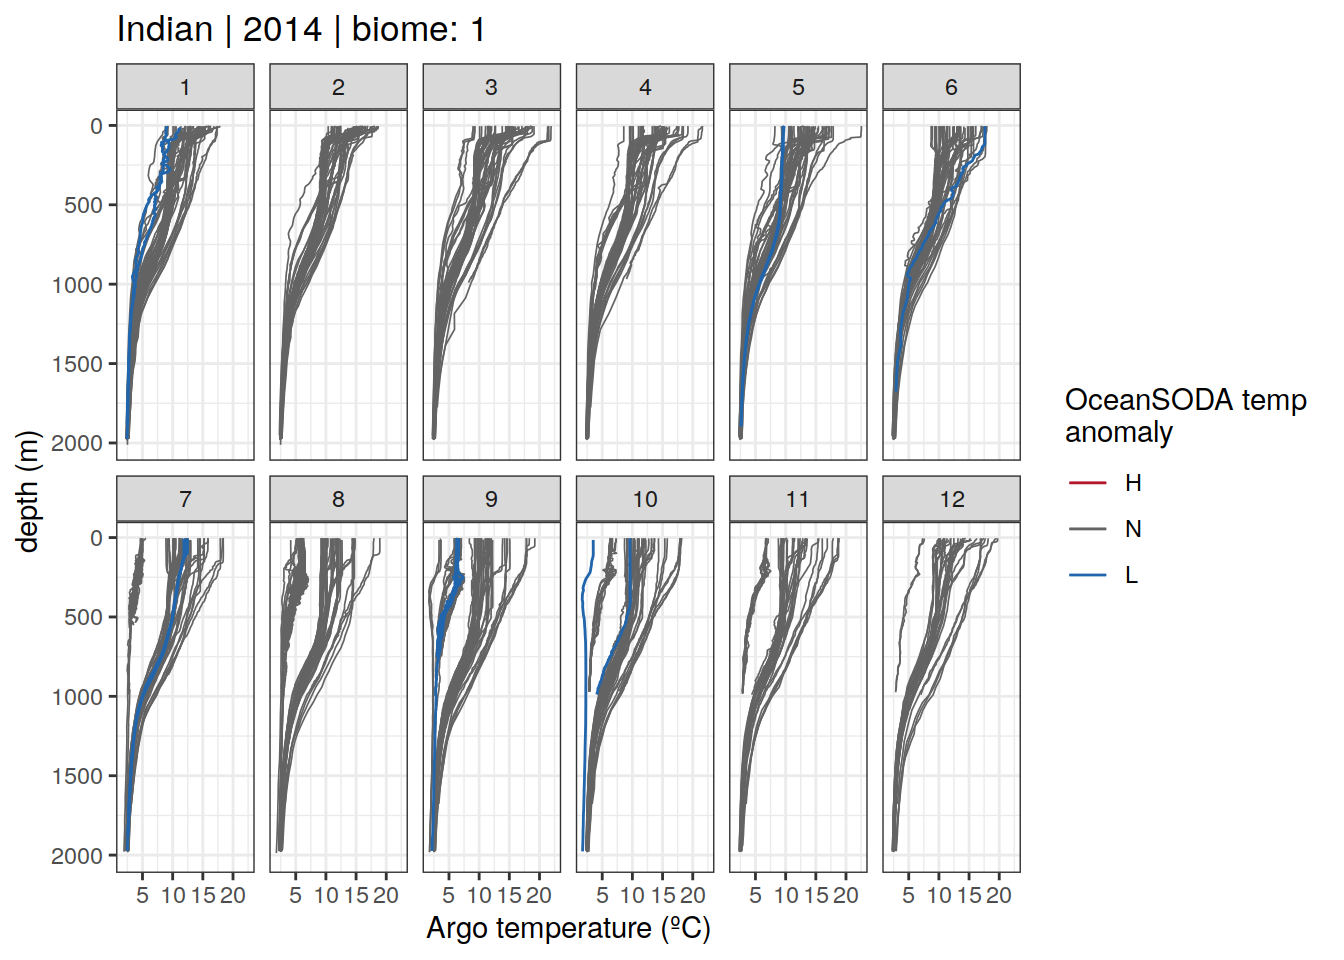 Indian | 2014 | biome: 1
1 2 3 4 5 6
0
500
1000
1500
2000
7 8 9 10 11 12
0
500
1000
1500
2000
5 10 15 20 5 10 15 20 5 10 15 20 5 10 15 20 5 10 15 20 5 10 15 20
depth (m)
Argo temperature (ºC)
OceanSODA temp
anomaly
H
N
L